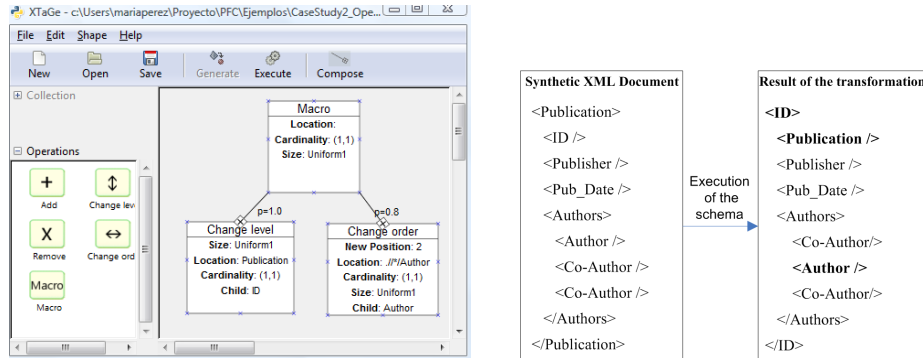 XTaGe - c:\Users\mariaperez\Proyecto\PFC\Ejemplos\CaseStudy2_Ope...
File Edit Shape Help
New Open Save Generate Execute Compose
Collection
Operations
Add Change lev
Remove Change ord
Macro
Macro
Macro
Location:
Cardinality: (1,1)
Size: Uniform1
p=1.0
p=0.8
Change level
Size: Uniform1
Location: Publication
Cardinality: (1,1)
Child: ID
Change order
New Position: 2
Location: .//*/Author
Cardinality: (1,1)
Size: Uniform1
Child: Author
Synthetic XML Document
<Publication>
<ID />
<Publisher />
<Pub_Date />
<Authors>
<Author />
<Co-Author />
<Co-Author />
</Authors>
</Publication>
Execution
of the
schema
Result of the transformation
<ID>
<Publication />
<Publisher />
<Pub_Date />
<Authors>
<Co-Author/>
<Author />
<Co-Author/>
</Authors>
</ID>